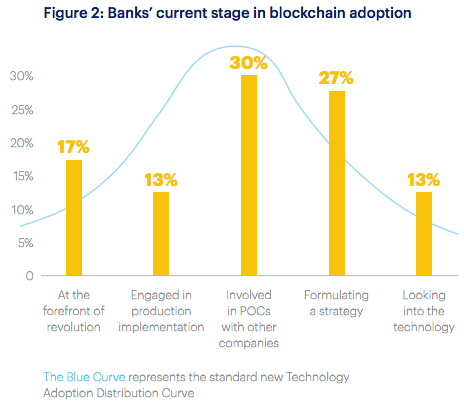 Figure 2: Banks' current stage in blockchain adoption
30%
25%
20%
15%
10%
5%
0
17%
13%
30%
27%
13%
At the
forefront of
revolution
Engaged in
production
implementation
Involved
in POCs
with other
companies
Formulating
a strategy
Looking
into the
technology
The Blue Curve represents the standard new Technology
Adoption Distribution Curve